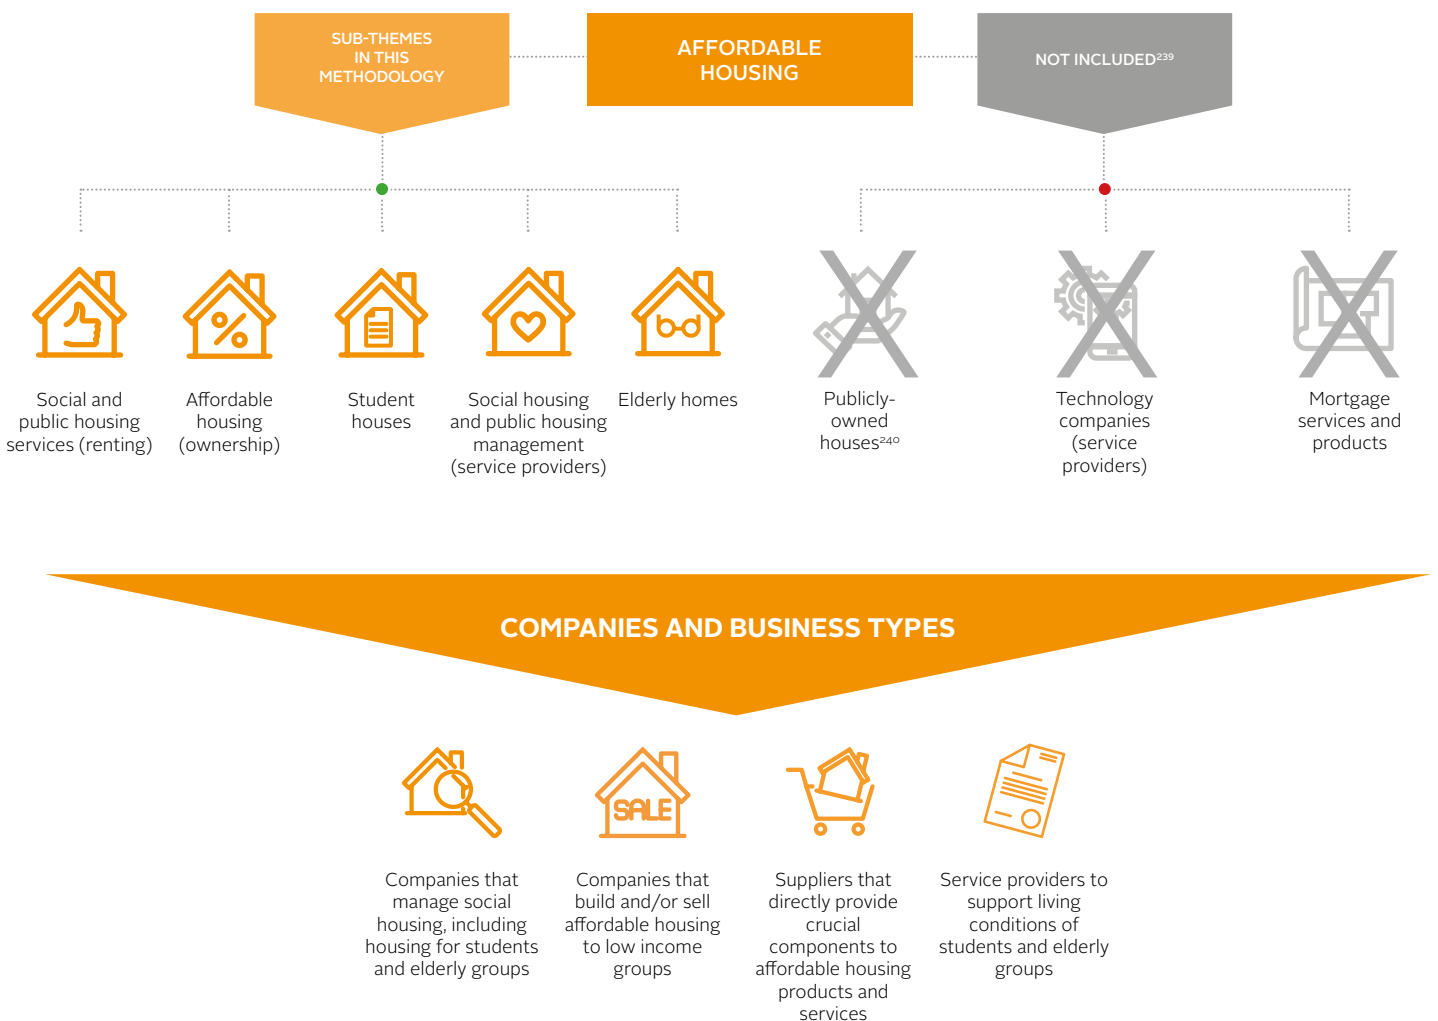 SUB-THEMES
IN THIS
METHODOLOGY
AFFORDABLE
HOUSING
NOT INCLUDED²³⁹
Social and
public housing
services (renting)
Affordable
housing
(ownership)
Student
houses
Social housing
and public housing
management
(service providers)
Elderly homes
Publicly-
owned
houses²⁴⁰
Technology
companies
(service
providers)
Mortgage
services and
products
COMPANIES AND BUSINESS TYPES
SALE
Companies that
manage social
housing, including
housing for students
and elderly groups
Companies that
build and/or sell
affordable housing
to low income
groups
Suppliers that
directly provide
crucial
components to
affordable housing
products and
services
Service providers to
support living
conditions of
students and elderly
groups